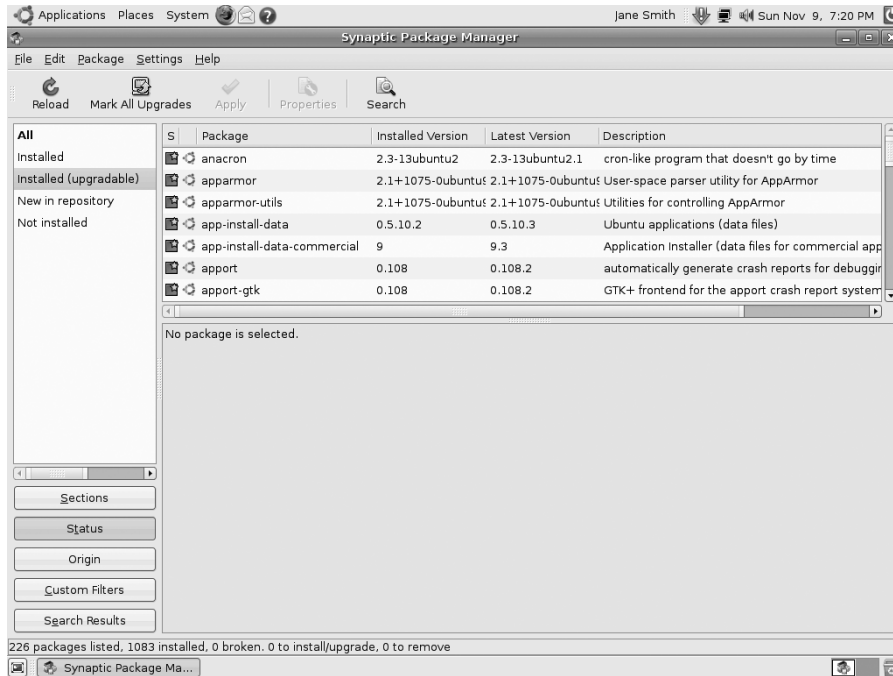 Applications Places System Jane Smith Sun Nov 9, 7:20 PM
Synaptic Package Manager
File Edit Package Settings Help
Reload Mark All Upgrades Apply Properties Search
All
Installed
Installed (upgradable)
New in repository
Not installed
S Package Installed Version Latest Version Description
anacron 2.3-13ubuntu2 2.3-13ubuntu2.1 cron-like program that doesn't go by time
apparmor 2.1+1075-0ubuntu 2.1+1075-0ubuntu User-space parser utility for AppArmor
apparmor-utils 2.1+1075-0ubuntu 2.1+1075-0ubuntu Utilities for controlling AppArmor
app-install-data 0.5.10.2 0.5.10.3 Ubuntu applications (data files)
app-install-data-commercial 9 9.3 Application Installer (data files for commercial app
apport 0.108 0.108.2 automatically generate crash reports for debuggin
apport-gtk 0.108 0.108.2 GTK+ frontend for the apport crash report system
No package is selected.
Sections
Status
Origin
Custom Filters
Search Results
226 packages listed, 1083 installed, 0 broken. 0 to install/upgrade, 0 to remove
Synaptic Package Ma...